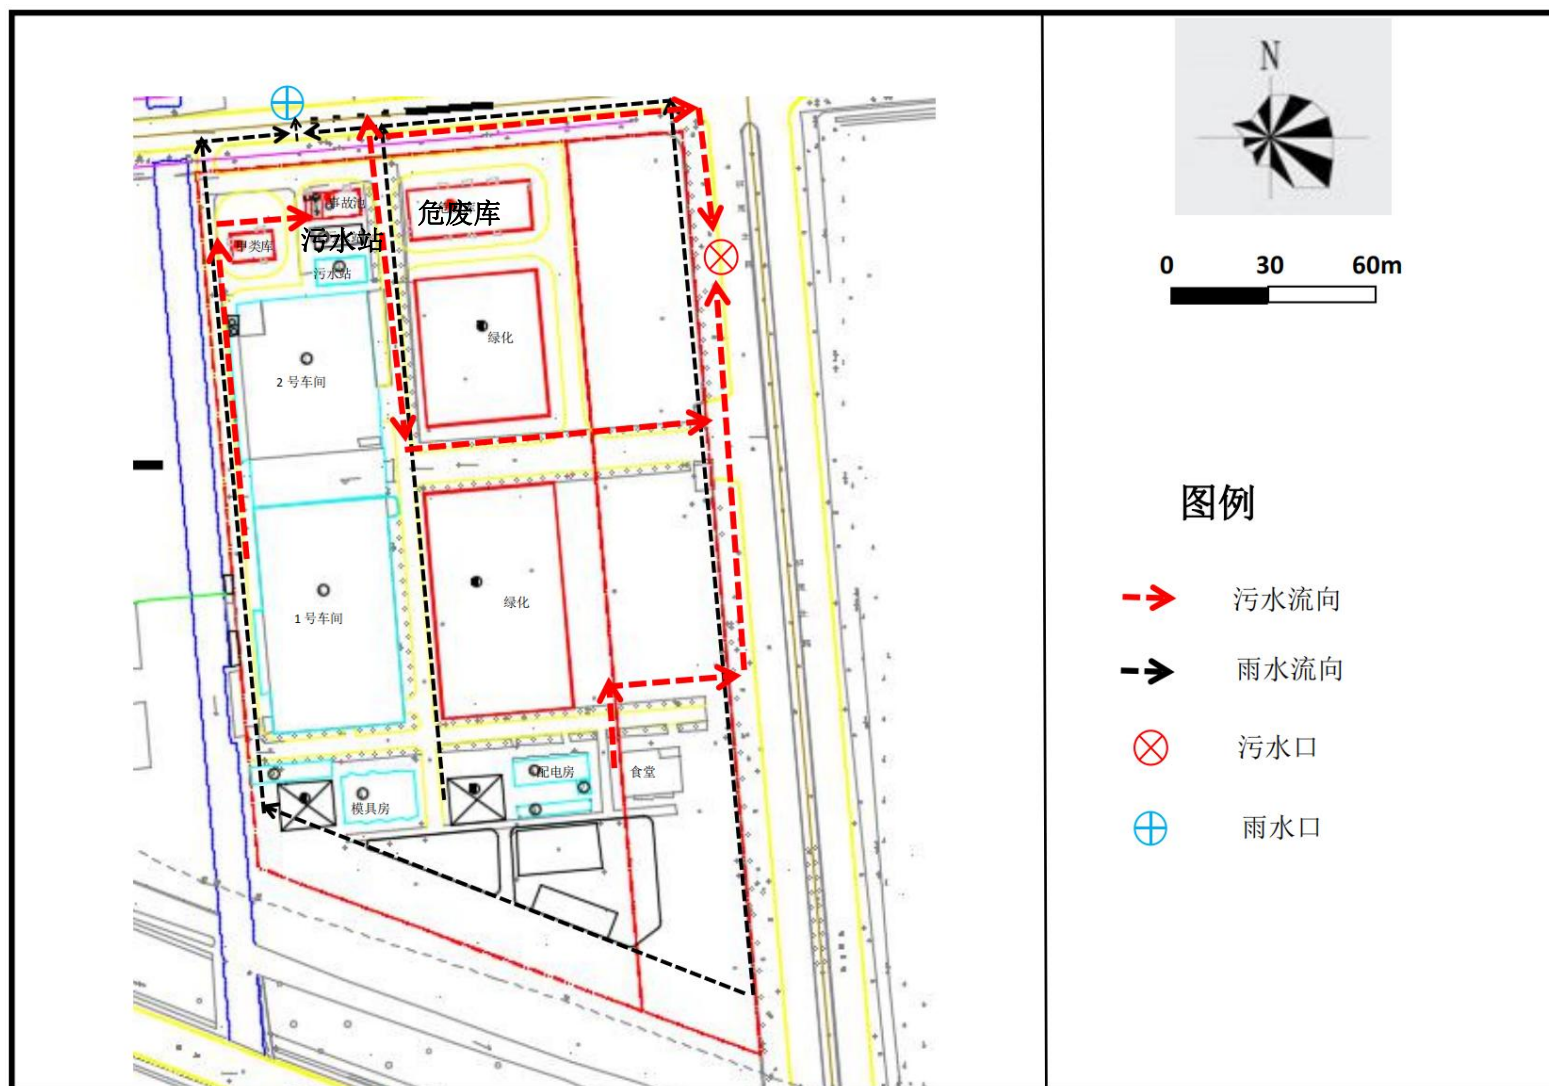 N
0 30 60m
事故池
危废库
甲类库
污水站
污水站
绿化
2号车间
绿化
1号车间
配电房
食堂
模具房
图例
污水流向
雨水流向
污水口
雨水口